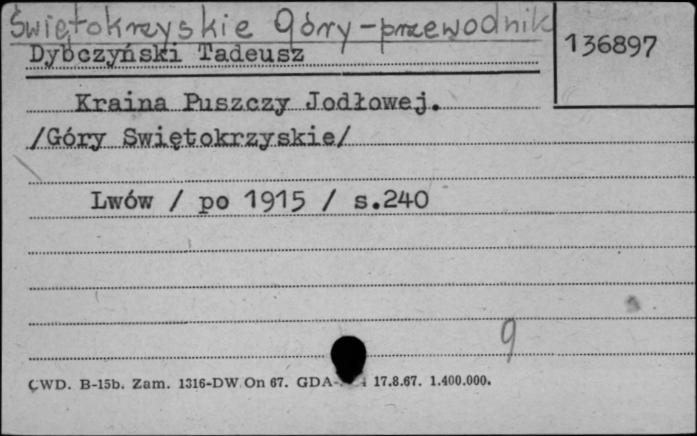 Świętokrzyskie Góry - przewodnik
136897
Dybczyński Tadeusz
Kraina Puszczy Jodłowej.
/Góry Swiętokrzyskie/
Lwów / po 1915 / s.240
9
CWD. B-15b. Zam. 1316-DW On 67. GDA- 17.8.67. 1.400.000.